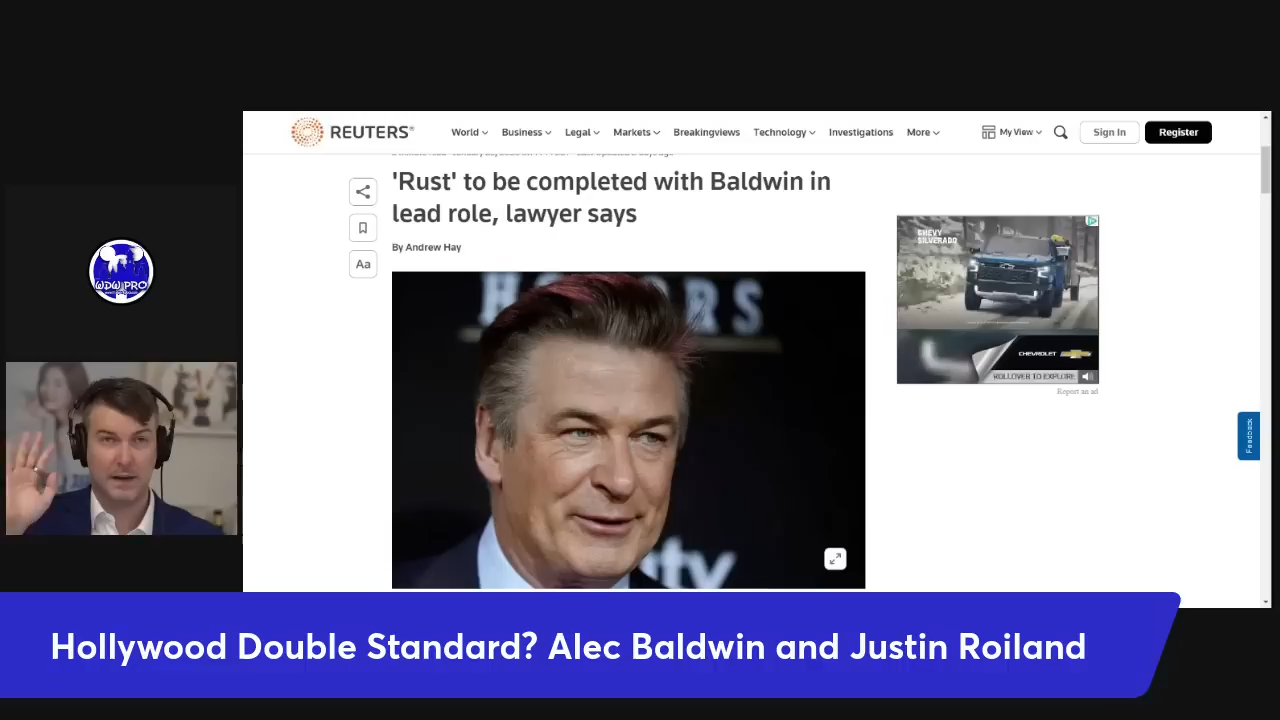 REUTERS®
World
Business
Legal
Markets
Breakingviews
Technology
Investigations
More
My View
Sign In
Register
'Rust' to be completed with Baldwin in
lead role, lawyer says
By Andrew Hay
Aa
CHEVY
SILVERADO
CHEVROLET
ROLLOVER TO EXPLORE
Report an ad
Feedback
WDW PRO
Hollywood Double Standard? Alec Baldwin and Justin Roiland